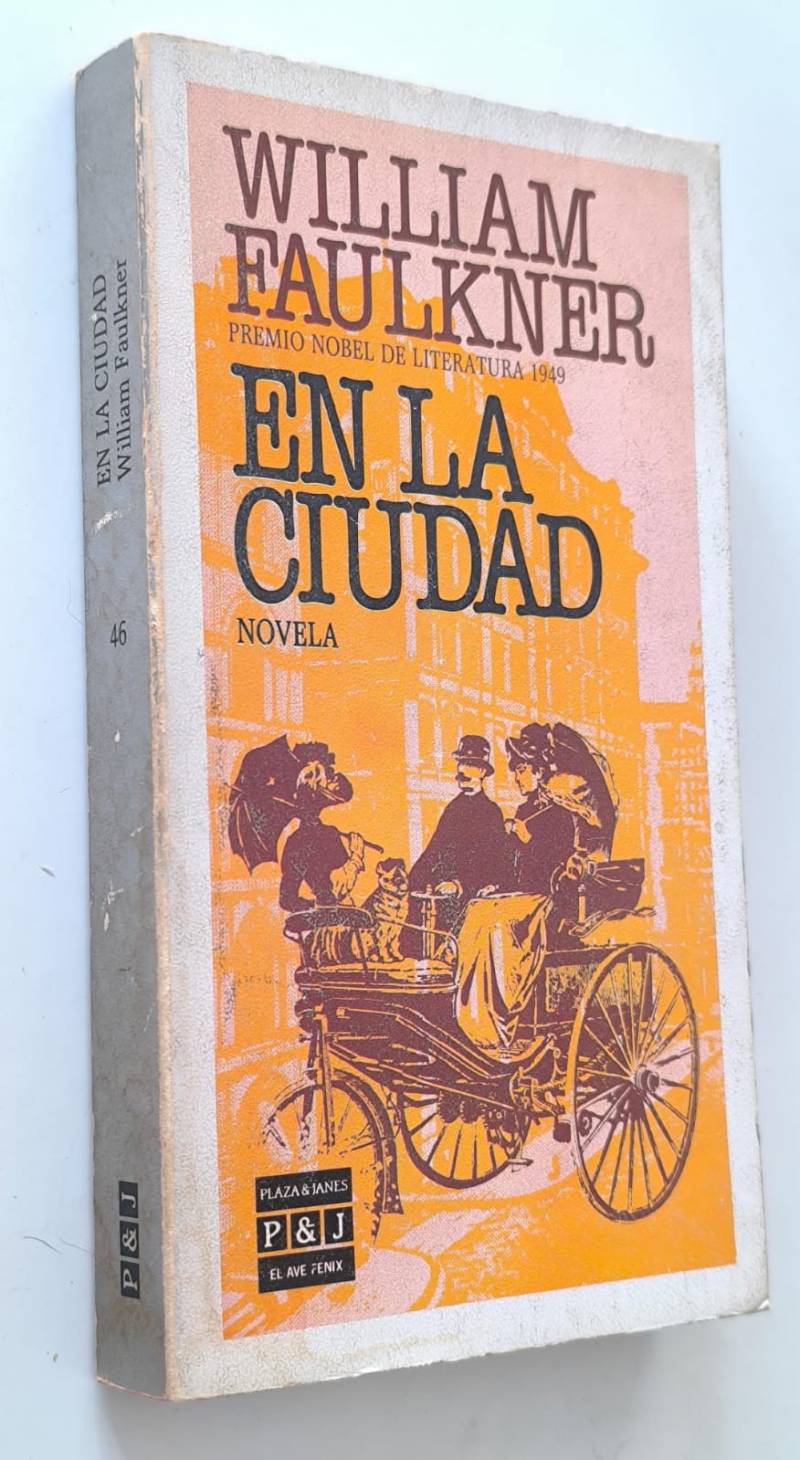 WILLIAM
FAULKNER
PREMIO NOBEL DE LITERATURA 1949
EN LA
CIUDAD
NOVELA
PLAZA & JANES
P & J
EL AVE FENIX
EN LA CIUDAD
William Faulkner
46
P & J